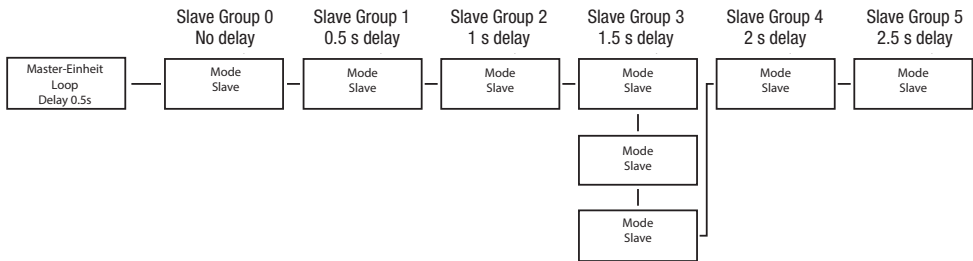 Slave Group 0
No delay
Slave Group 1
0.5 s delay
Slave Group 2
1 s delay
Slave Group 3
1.5 s delay
Slave Group 4
2 s delay
Slave Group 5
2.5 s delay
Master-Einheit
Loop
Delay 0.5s
Mode
Slave
Mode
Slave
Mode
Slave
Mode
Slave
Mode
Slave
Mode
Slave
Mode
Slave
Mode
Slave